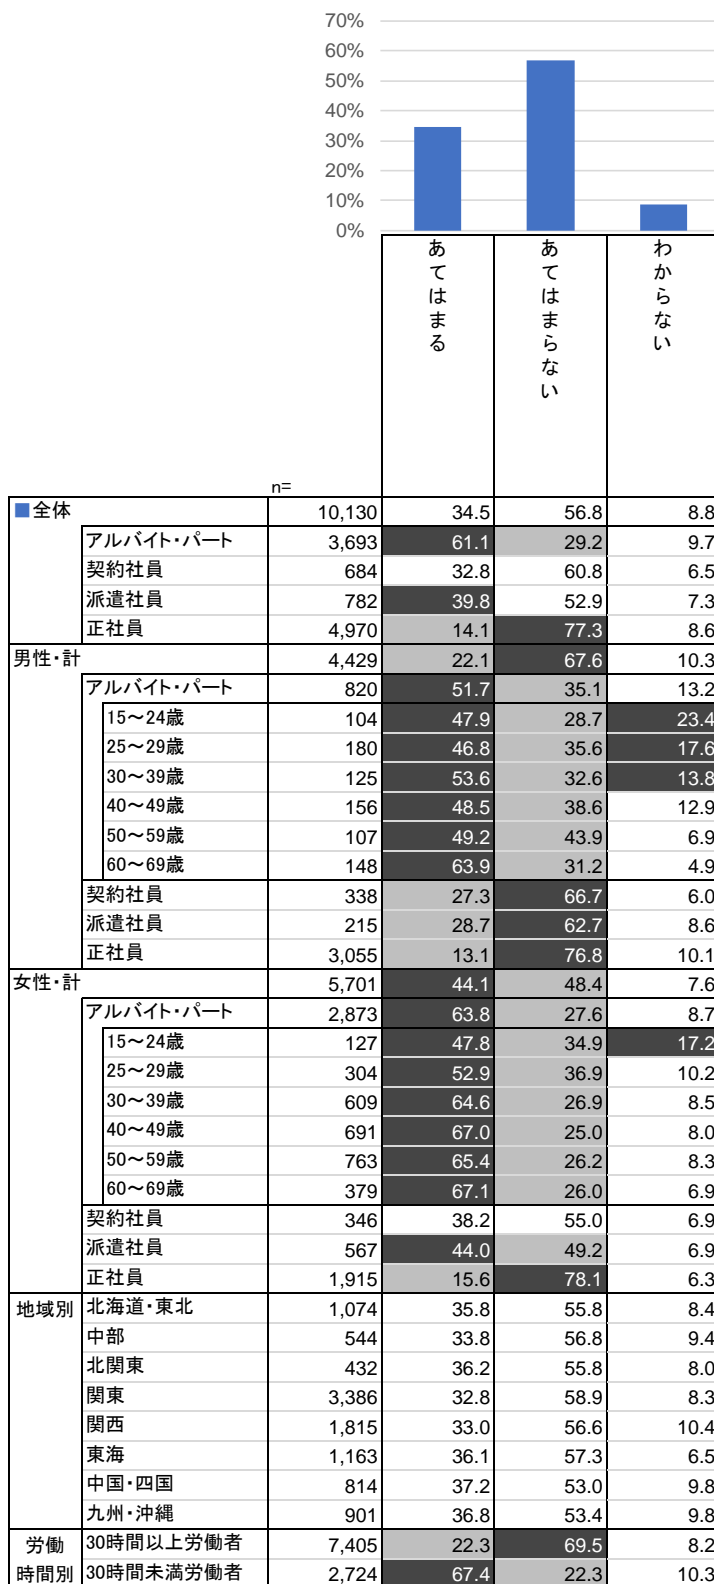 70%
60%
50%
40%
30%
20%
10%
0%
あてはまる
あてはまらない
わからない
n=
■全体 10,130 34.5 56.8 8.8
アルバイト・パート 3,693 61.1 29.2 9.7
契約社員 684 32.8 60.8 6.5
派遣社員 782 39.8 52.9 7.3
正社員 4,970 14.1 77.3 8.6
男性・計 4,429 22.1 67.6 10.3
アルバイト・パート 820 51.7 35.1 13.2
15～24歳 104 47.9 28.7 23.4
25～29歳 180 46.8 35.6 17.6
30～39歳 125 53.6 32.6 13.8
40～49歳 156 48.5 38.6 12.9
50～59歳 107 49.2 43.9 6.9
60～69歳 148 63.9 31.2 4.9
契約社員 338 27.3 66.7 6.0
派遣社員 215 28.7 62.7 8.6
正社員 3,055 13.1 76.8 10.1
女性・計 5,701 44.1 48.4 7.6
アルバイト・パート 2,873 63.8 27.6 8.7
15～24歳 127 47.8 34.9 17.2
25～29歳 304 52.9 36.9 10.2
30～39歳 609 64.6 26.9 8.5
40～49歳 691 67.0 25.0 8.0
50～59歳 763 65.4 26.2 8.3
60～69歳 379 67.1 26.0 6.9
契約社員 346 38.2 55.0 6.9
派遣社員 567 44.0 49.2 6.9
正社員 1,915 15.6 78.1 6.3
地域別 北海道・東北 1,074 35.8 55.8 8.4
中部 544 33.8 56.8 9.4
北関東 432 36.2 55.8 8.0
関東 3,386 32.8 58.9 8.3
関西 1,815 33.0 56.6 10.4
東海 1,163 36.1 57.3 6.5
中国・四国 814 37.2 53.0 9.8
九州・沖縄 901 36.8 53.4 9.8
労働 30時間以上労働者 7,405 22.3 69.5 8.2
時間別 30時間未満労働者 2,724 67.4 22.3 10.3